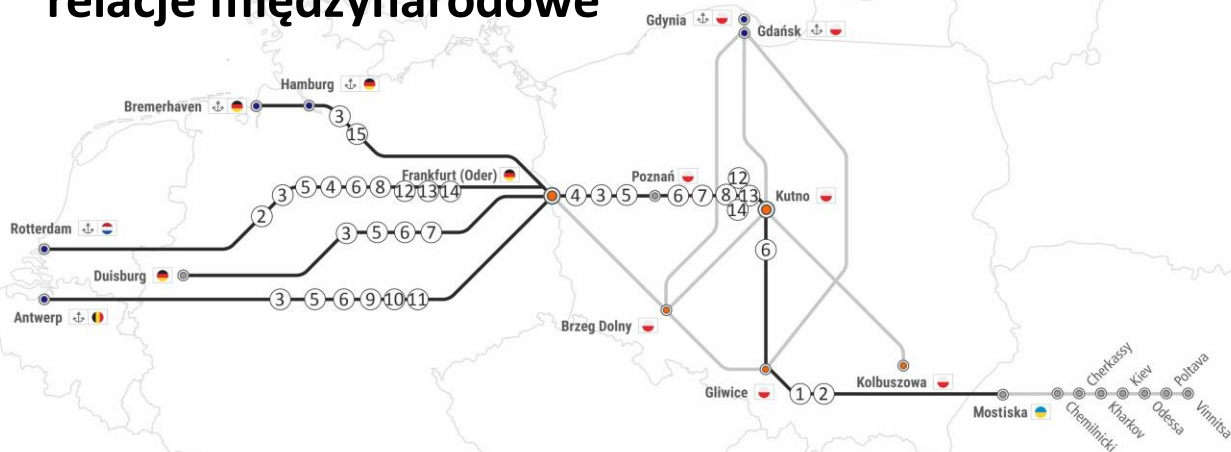 relacje międzynarodowe
Gdynia
Gdańsk
Hamburg
Bremerhaven
3
15
Frankfurt (Oder)
Poznań
12
2 3 5 4 6 8 12 13 14
4 3 5 6 7 8 13
14
Kutno
Rotterdam
3 5 6 7
6
Duisburg
3 5 6 9 10 11
Antwerp
Brzeg Dolny
Gliwice
1 2
Kolbuszowa
Mostiska
Chemilnicki
Cherkassy
Kharkov
Kiev
Odessa
Poltava
Vinnitsa